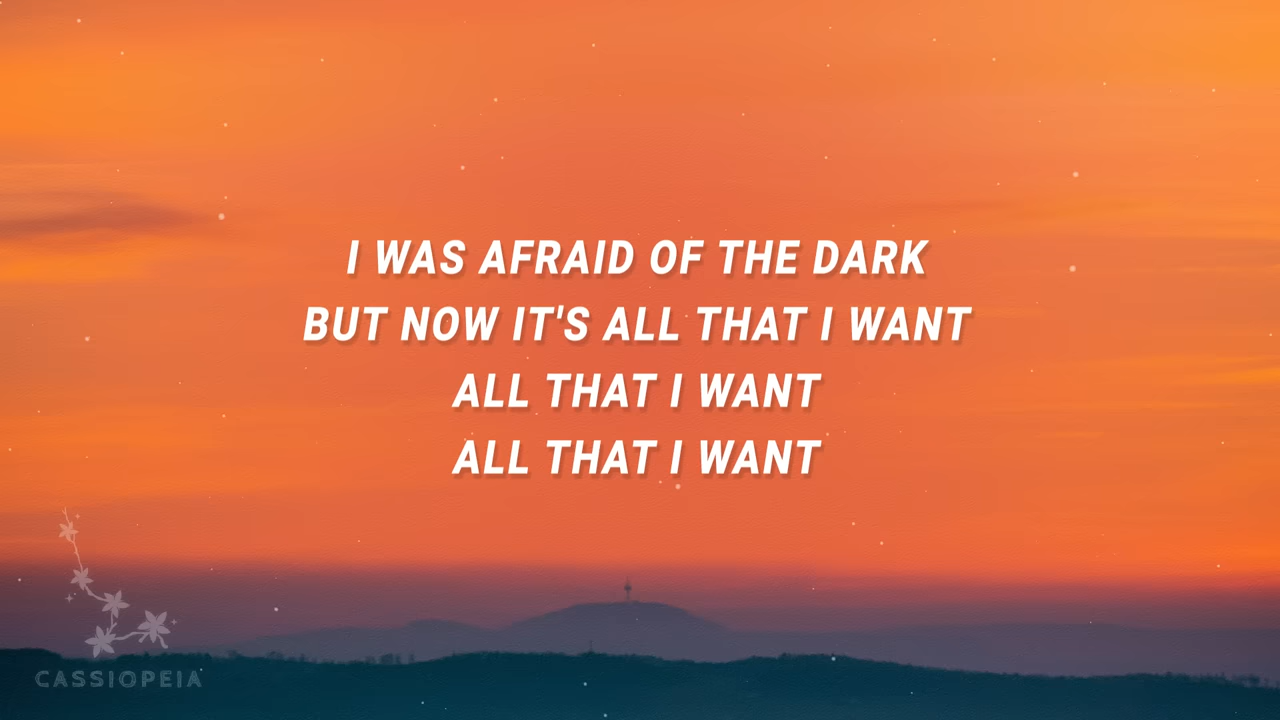 I WAS AFRAID OF THE DARK
BUT NOW IT'S ALL THAT I WANT
ALL THAT I WANT
ALL THAT I WANT
CASSIOPEIA